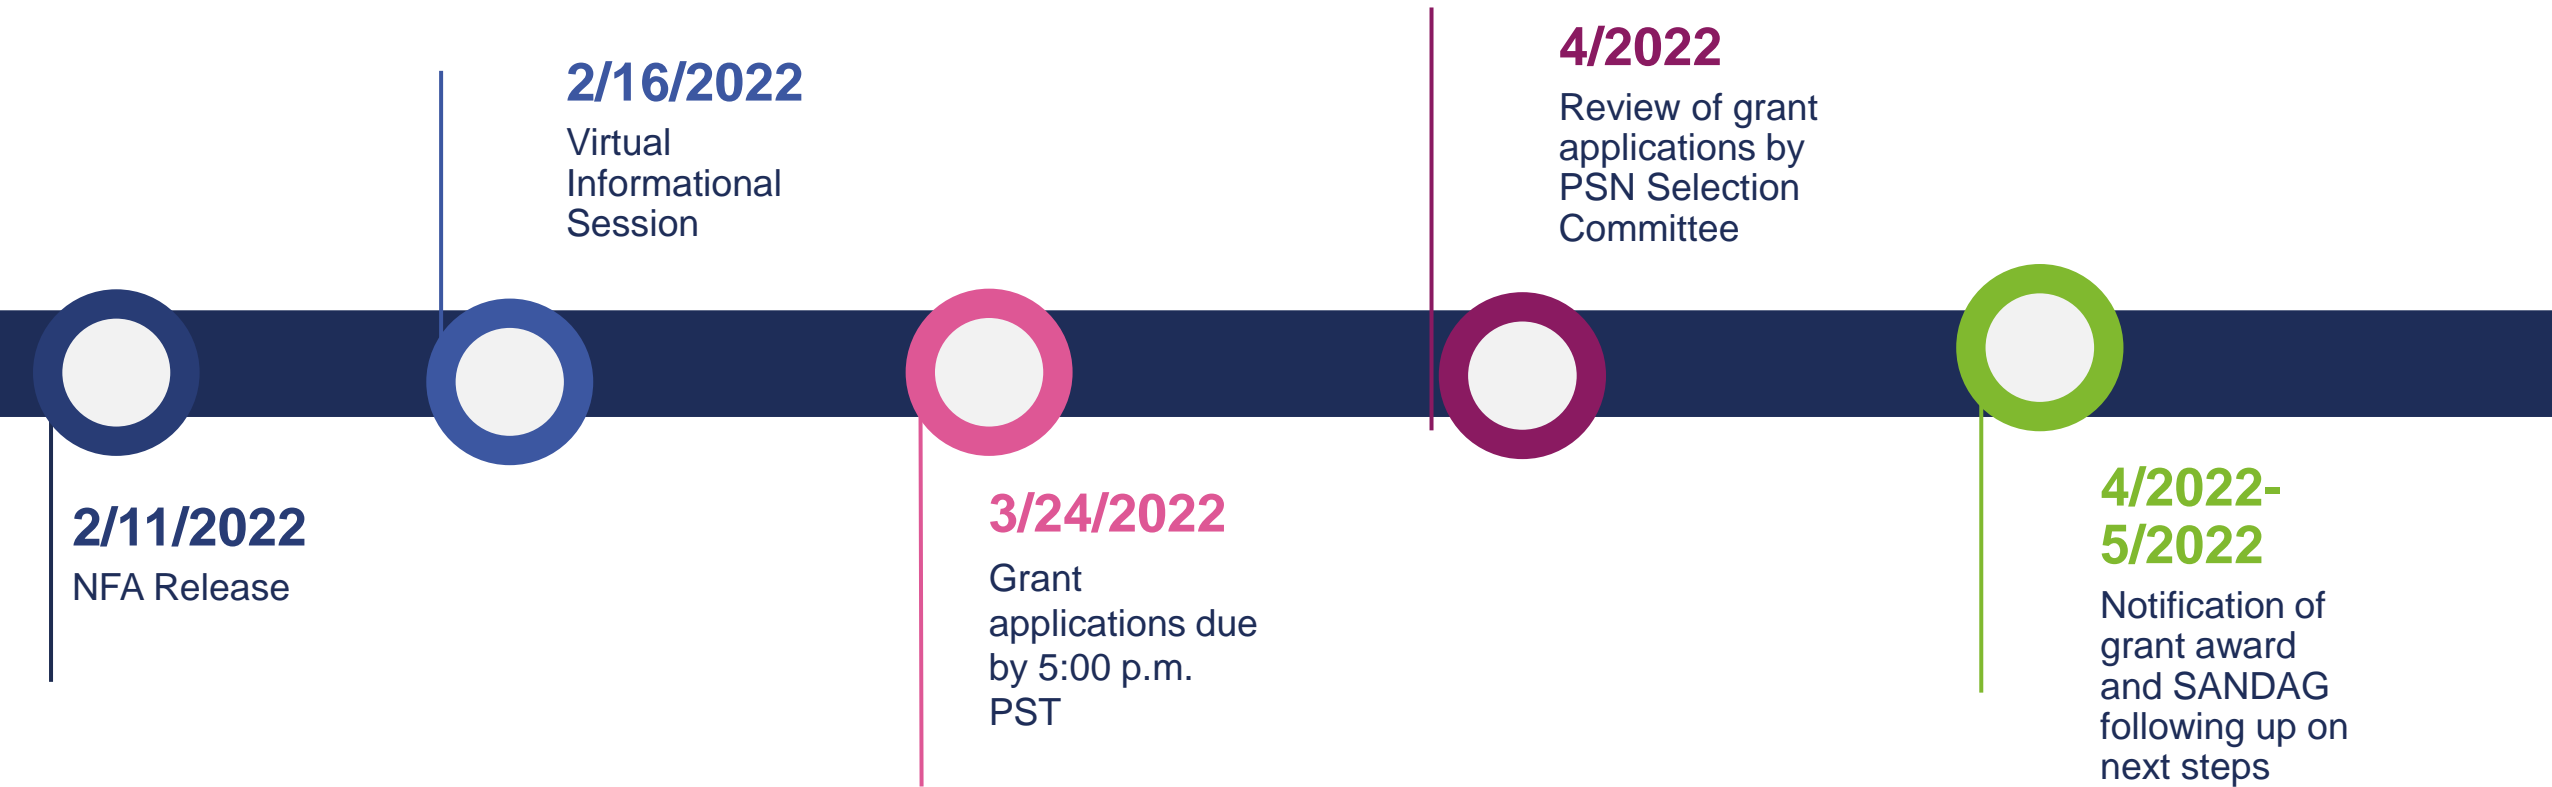 2/11/2022
NFA Release
2/16/2022
Virtual
Informational
Session
3/24/2022
Grant
applications due
by 5:00 p.m.
PST
4/2022
Review of grant
applications by
PSN Selection
Committee
4/2022-
5/2022
Notification of
grant award
and SANDAG
following up on
next steps